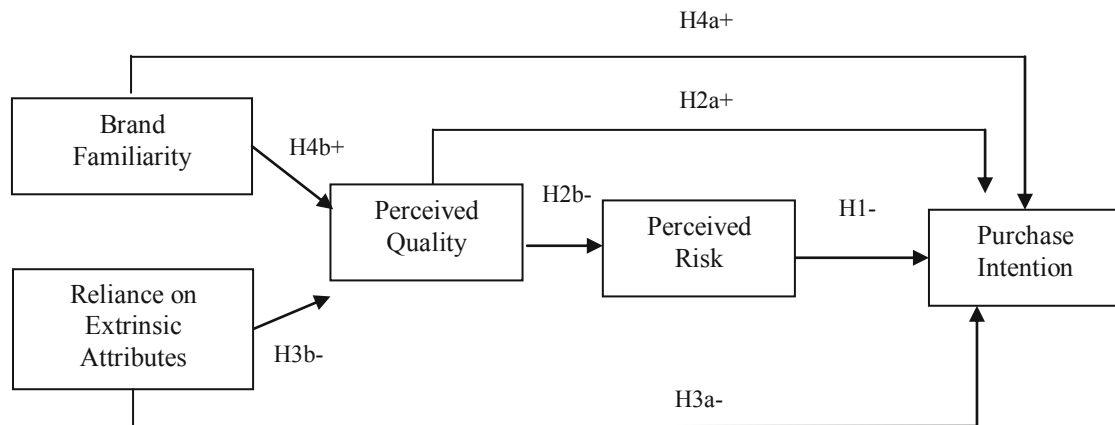 H4a+
Brand
Familiarity
H2a+
H4b+
Perceived
Quality
H2b-
Perceived
Risk
H1-
Purchase
Intention
Reliance on
Extrinsic
Attributes
H3b-
H3a-